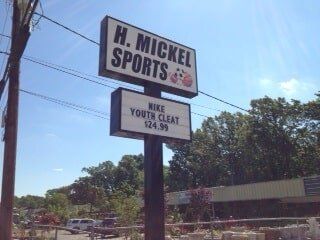 H. MICKEL
SPORTS
NIKE
YOUTH CLEAT
$24.99